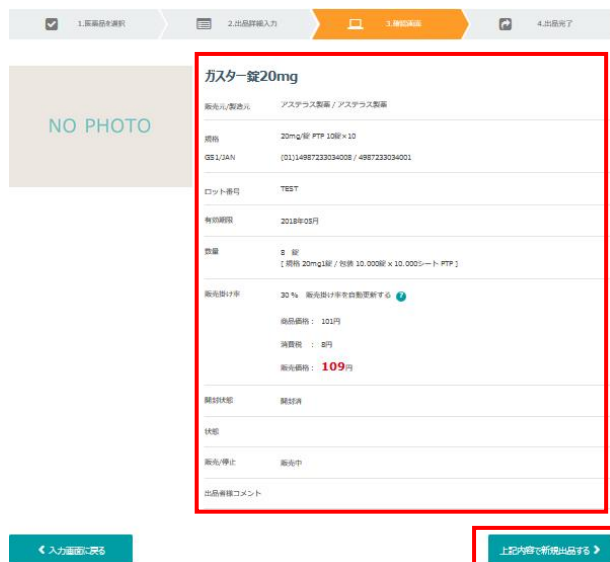 1.医薬品を選択
2.出品詳細入力
3.確認画面
4.出品完了
NO PHOTO
ガスター錠20mg
販売元/製造元 アステラス製薬 / アステラス製薬
規格 20mg/錠 PTP 10錠×10
GS1/JAN (01)14987233034008 / 4987233034001
ロット番号 TEST
有効期限 2018年05月
数量 8 錠
[ 規格 20mg1錠 / 包装 10.000錠 x 10.000シート PTP ]
販売掛け率 30 % 販売掛け率を自動更新する ?
商品価格： 101円
消費税 ： 8円
販売価格： 109円
開封状態 開封済
状態
販売/停止 販売中
出品者様コメント
入力画面に戻る
上記内容で新規出品する